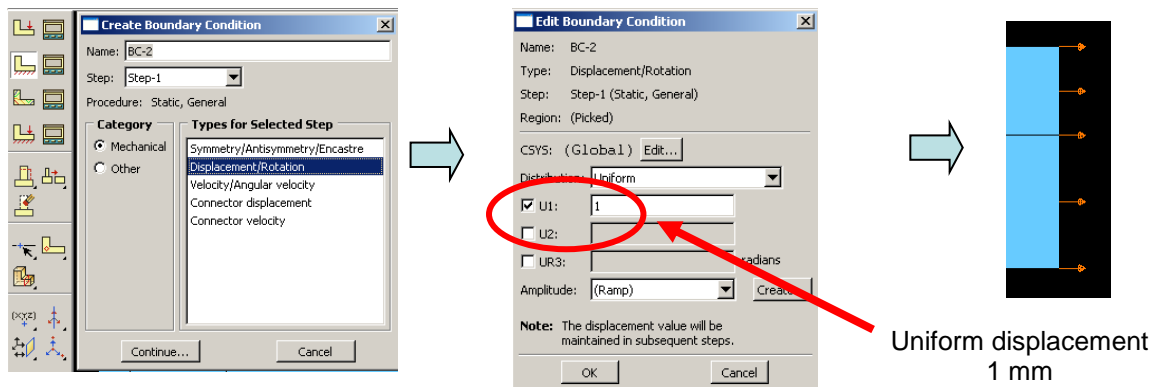 Create Boundary Condition
Name: BC-2
Step: Step-1
Procedure: Static, General
Category
Mechanical
Other
Types for Selected Step
Symmetry/Antisymmetry/Encastre
Displacement/Rotation
Velocity/Angular velocity
Connector displacement
Connector velocity
Continue...
Cancel
(XYZ)
Edit Boundary Condition
Name: BC-2
Type: Displacement/Rotation
Step: Step-1 (Static, General)
Region: (Picked)
CSYS: (Global) Edit...
Distribution: Uniform
U1: 1
U2:
UR3: radians
Amplitude: (Ramp) Create...
Note: The displacement value will be
maintained in subsequent steps.
OK
Cancel
Uniform displacement
1 mm